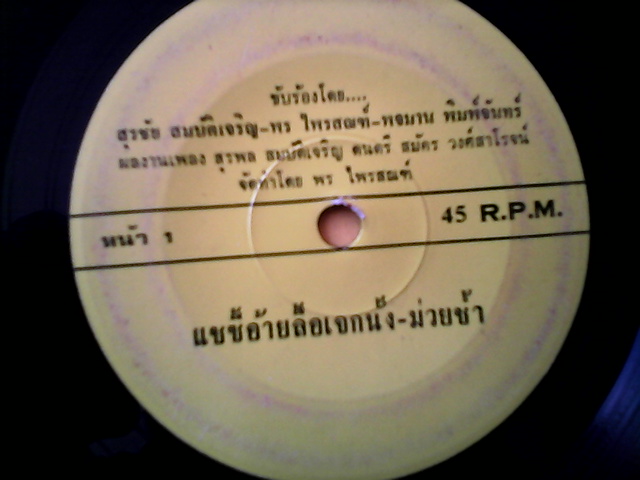 ขับร้องโดย....
สุรชัย สมบัติเจริญ-พร ไพรสณฑ์-พจมาน พิมพ์จันทร์
ผลงานเพลง สุรพล สมบัติเจริญ ดนตรี สมัคร วงศ์สาโรจน์
จัดทำโดย พร ไพรสณฑ์
หน้า 1 45 R.P.M.
แซซี้อ้ายลื้อเจกนั้ง-ม่วยช้ำ